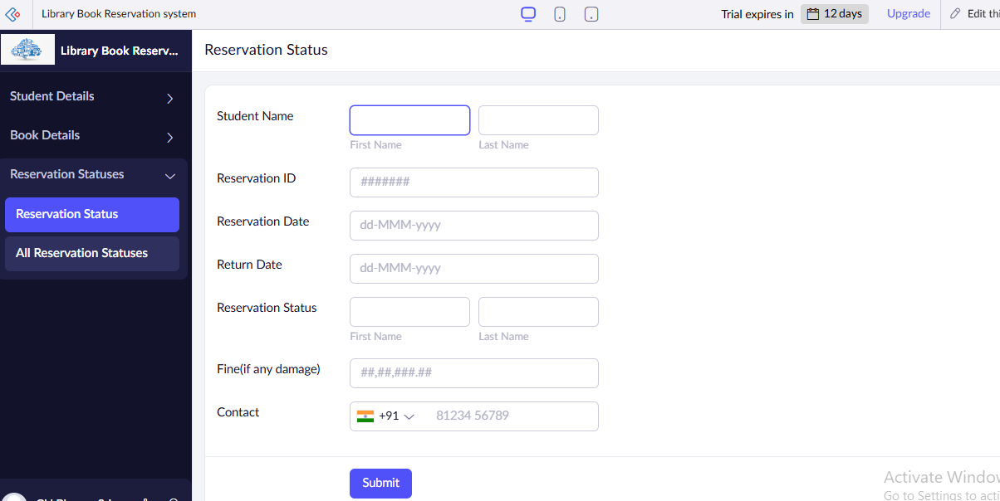 Library Book Reservation system
Trial expires in 12 days Upgrade Edit thi
Library Book Reserv...
Reservation Status
Student Details
Book Details
Reservation Statuses
Reservation Status
All Reservation Statuses
Student Name
First Name Last Name
Reservation ID #######
Reservation Date dd-MMM-yyyy
Return Date dd-MMM-yyyy
Reservation Status
First Name Last Name
Fine(if any damage) ##,##,###.##
Contact +91 81234 56789
Submit
Activate Window
Go to Settings to acti